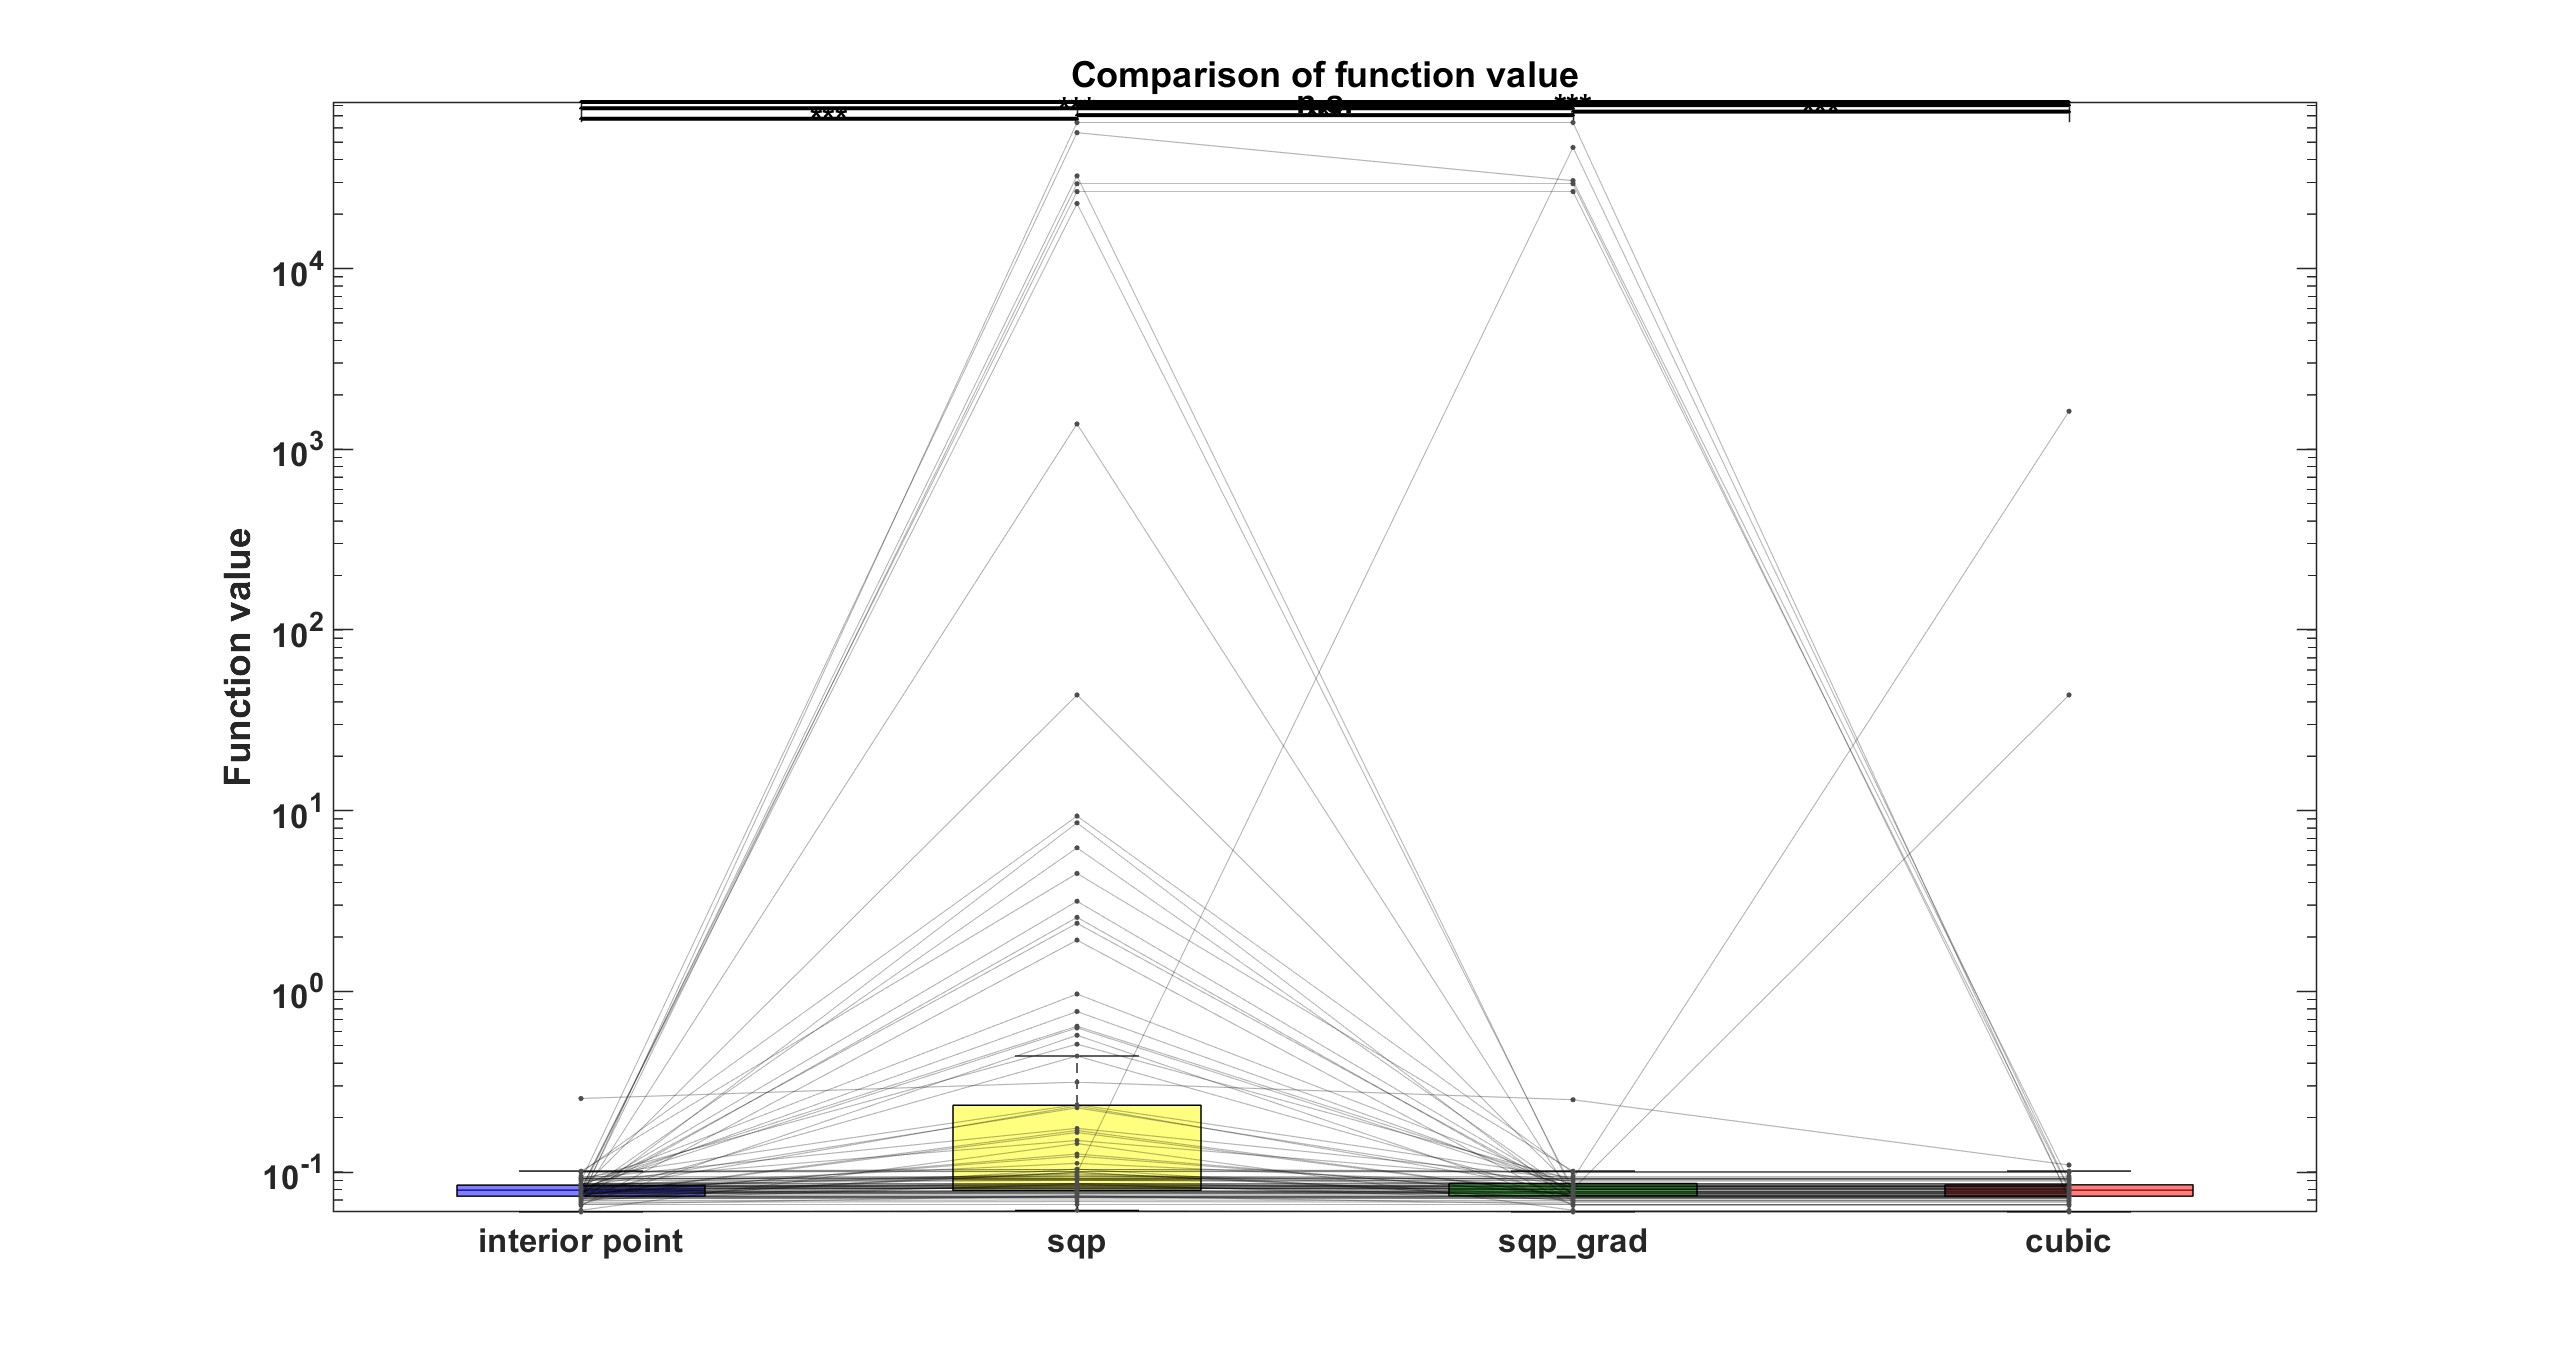 Comparison of function value
***
n.s.
***
***
***
10^4
10^3
10^2
10^1
10^0
10^-1
Function value
interior point sqp sqp_grad cubic